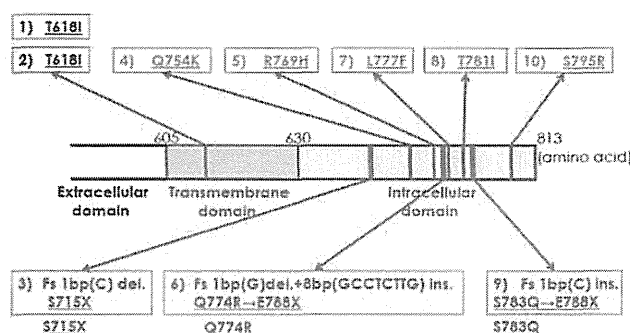 1) T618I
2) T618I
4) Q754K
5) R769H
7) L777F
8) T781I
10) S795R
605
630
813
(amino acid)
Extracellular domain
Transmembrane domain
Intracellular domain
3) Fs 1bp(C) del.
S715X
S715X
6) Fs 1bp(G)del.+8bp(GCCTCTTG) ins.
Q774R→E788X
Q774R
9) Fs 1bp(C) ins.
S783Q→E788X
S783Q